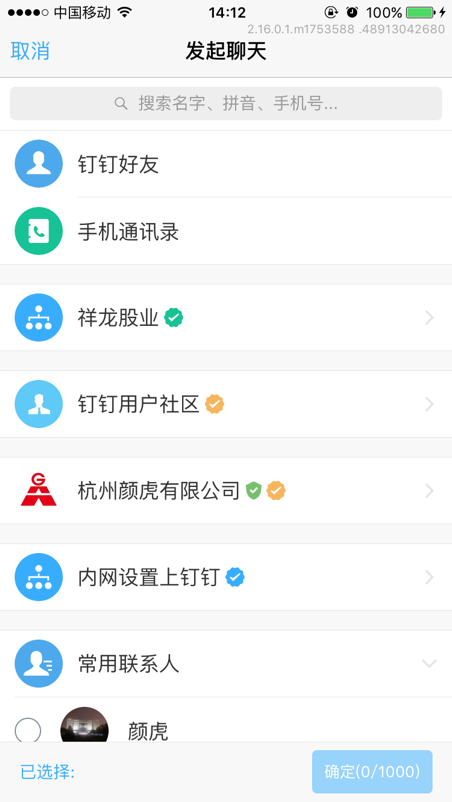 中国移动 14:12 100%
2.16.0.1.m1753588 .48913042680
取消 发起聊天
搜索名字、拼音、手机号...
钉钉好友
手机通讯录
祥龙股业
钉钉用户社区
G
杭州颜虎有限公司
内网设置上钉钉
常用联系人
颜虎
已选择: 确定(0/1000)